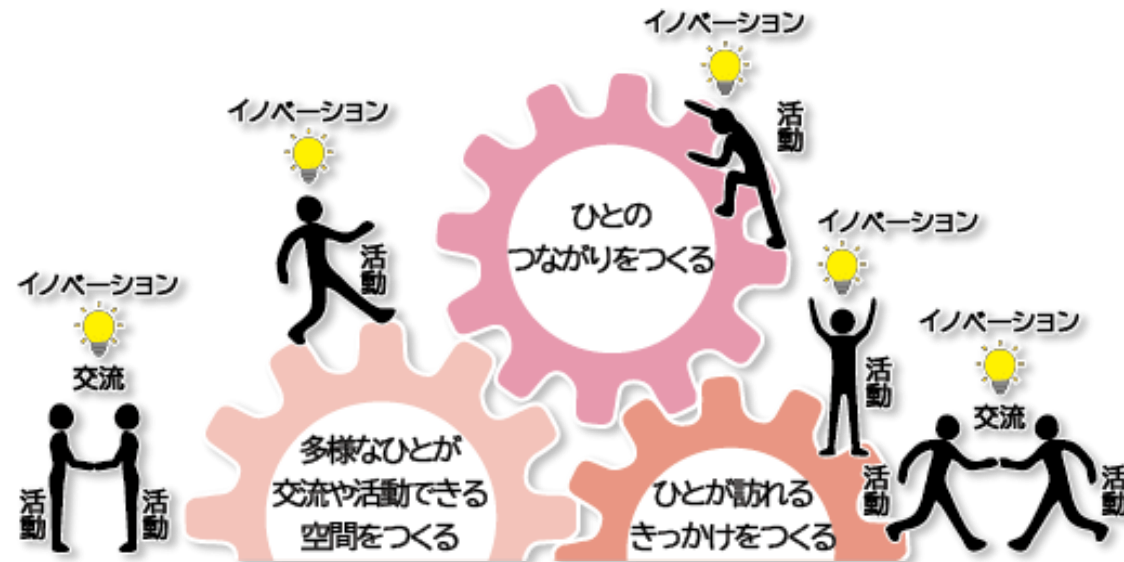 イノベーション
活動
ひとの
つながりをつくる
イノベーション
活動
イノベーション
活動
イノベーション
交流
活動
活動
イノベーション
交流
活動
活動
多様なひとが
交流や活動できる
空間をつくる
ひとが訪れる
きっかけをつくる